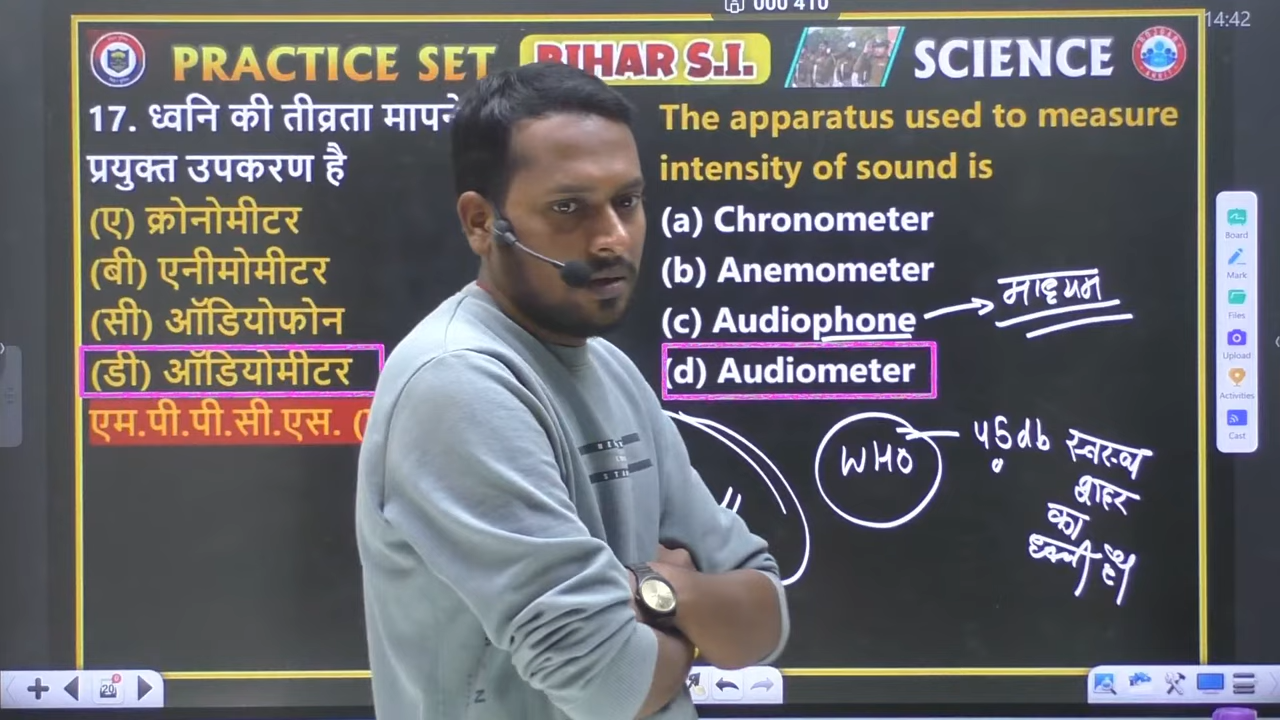 000 410
14:42
PRACTICE SET BIHAR S.I. SCIENCE
17. ध्वनि की तीव्रता मापने
प्रयुक्त उपकरण है
(ए) क्रोनोमीटर
(बी) एनीमोमीटर
(सी) ऑडियोफोन
(डी) ऑडियोमीटर
एम.पी.पी.सी.एस. (
The apparatus used to measure
intensity of sound is
(a) Chronometer
(b) Anemometer
(c) Audiophone
माध्यम
(d) Audiometer
WHO
45db
शहर
का
Board
Mark
Files
Upload
Activities
Cast
20